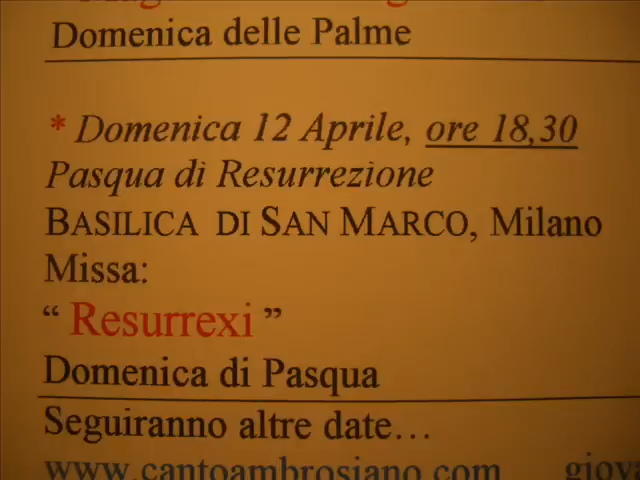 Domenica delle Palme
* Domenica 12 Aprile, ore 18,30
Pasqua di Resurrezione
BASILICA DI SAN MARCO, Milano
Missa:
“ Resurrexi ”
Domenica di Pasqua
Seguiranno altre date…
www.cantoambrosiano.com